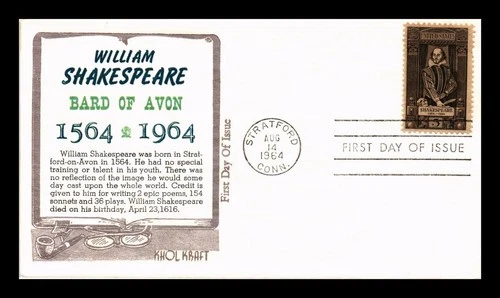 WILLIAM
SHAKESPEARE
BARD OF AVON
1564 1964
William Shakespeare was born in Strat-
ford-on-Avon in 1564. He had no special
training or talent in his youth. There was
no reflection of the image he would some
day cast upon the whole world. Credit is
given to him for writing 2 epic poems, 154
sonnets and 36 plays. William Shakespeare
died on his birthday, April 23,1616.
KHOL KRAFT
First Day Of Issue
STRATFORD
AUG
14
1964
CONN.
UNITED STATES
SHAKESPEARE
5
FIRST DAY OF ISSUE